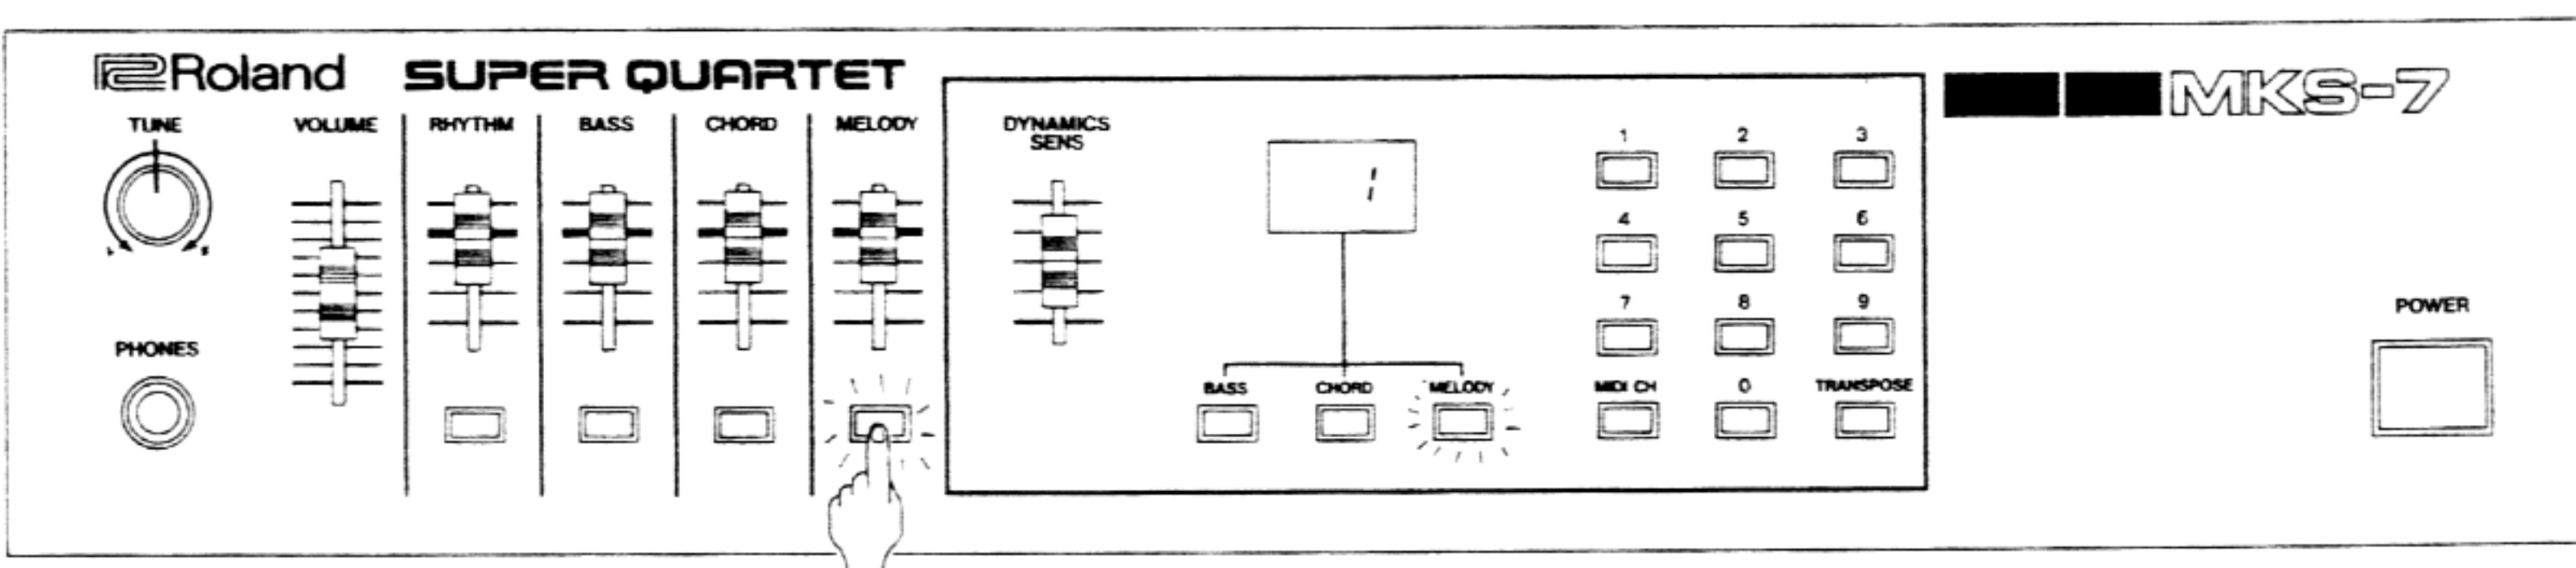 Roland SUPER QUARTET
MKS-7
TUNE
VOLUME
RHYTHM
BASS
CHORD
MELODY
DYNAMICS
SENS
1
1 2 3
4 5 6
7 8 9
POWER
PHONES
BASS CHORD MELODY
MIDI CH 0 TRANSPOSE